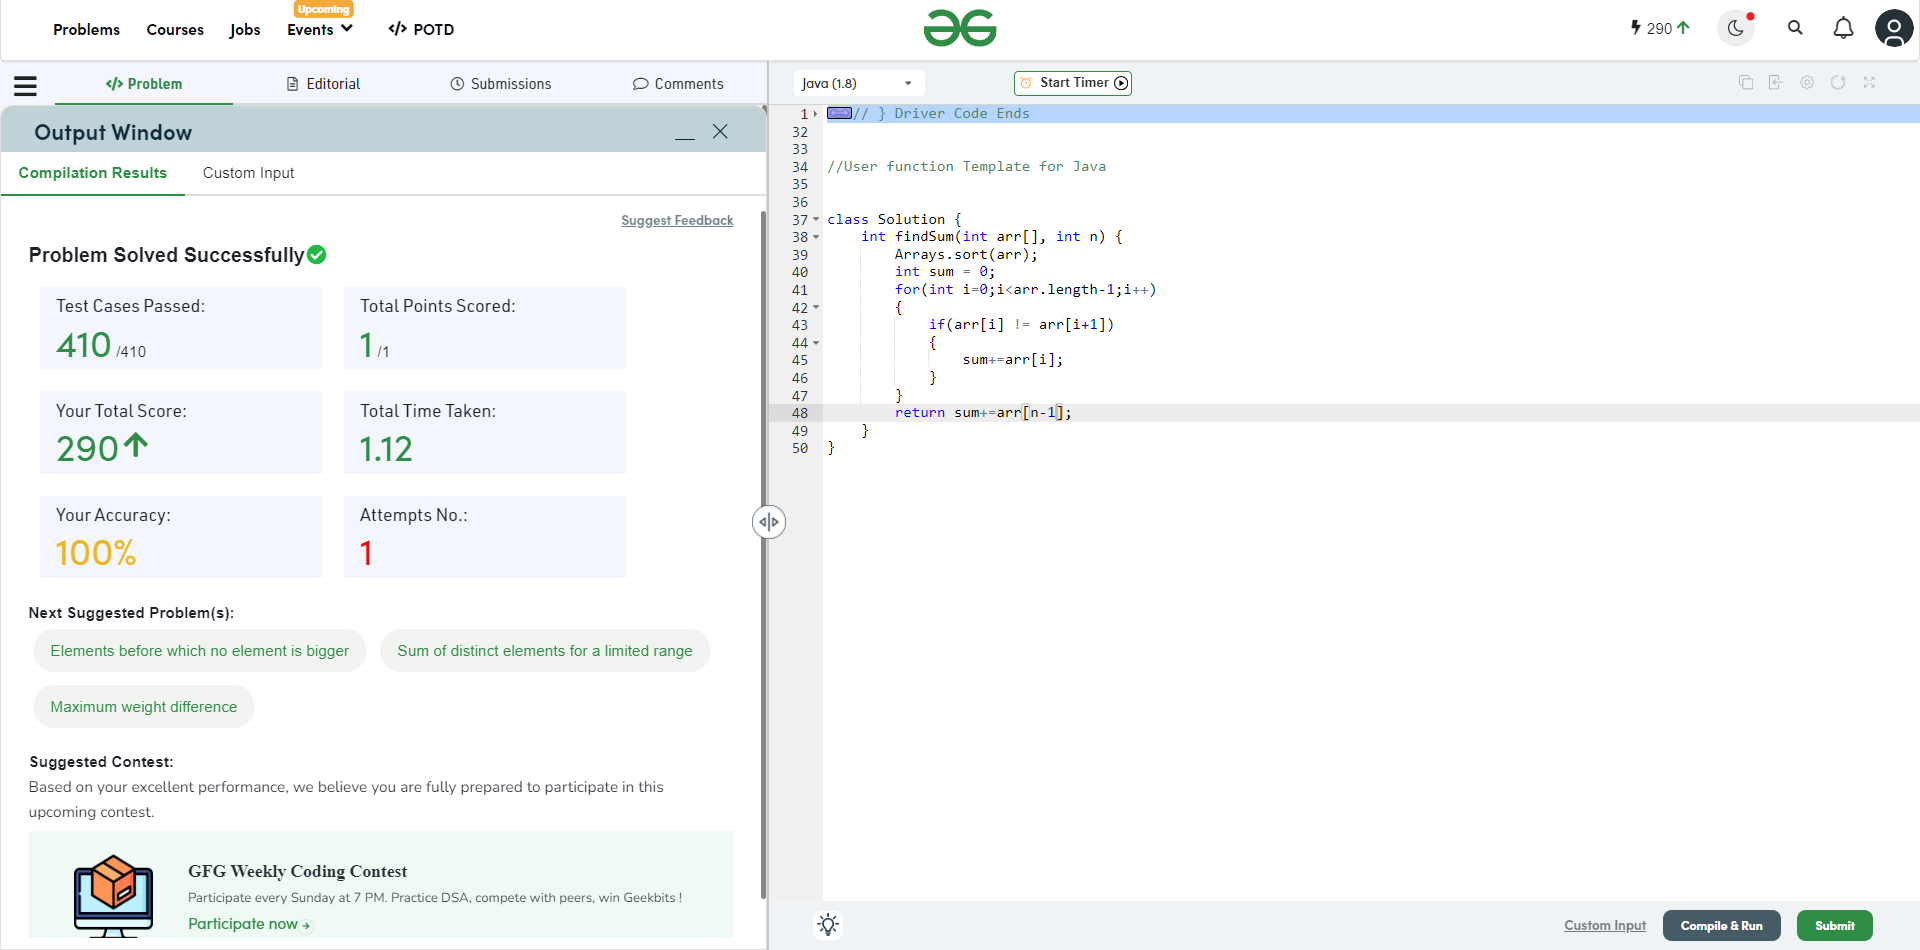 Problems
Courses
Jobs
Upcoming
Events
</> POTD
290
</> Problem
Editorial
Submissions
Comments
Java (1.8)
Start Timer
Output Window
Compilation Results
Custom Input
Suggest Feedback
Problem Solved Successfully
Test Cases Passed:
410 /410
Total Points Scored:
1 /1
Your Total Score:
290
Total Time Taken:
1.12
Your Accuracy:
100%
Attempts No.:
1
Next Suggested Problem(s):
Elements before which no element is bigger
Sum of distinct elements for a limited range
Maximum weight difference
Suggested Contest:
Based on your excellent performance, we believe you are fully prepared to participate in this
upcoming contest.
GFG Weekly Coding Contest
Participate every Sunday at 7 PM. Practice DSA, compete with peers, win Geekbits !
Participate now
1 // } Driver Code Ends
32
33
34 //User function Template for Java
35
36
37 class Solution {
38 int findSum(int arr[], int n) {
39 Arrays.sort(arr);
40 int sum = 0;
41 for(int i=0;i<arr.length-1;i++)
42 {
43 if(arr[i] != arr[i+1])
44 {
45 sum+=arr[i];
46 }
47 }
48 return sum+=arr[n-1];
49 }
50 }
Custom Input
Compile & Run
Submit